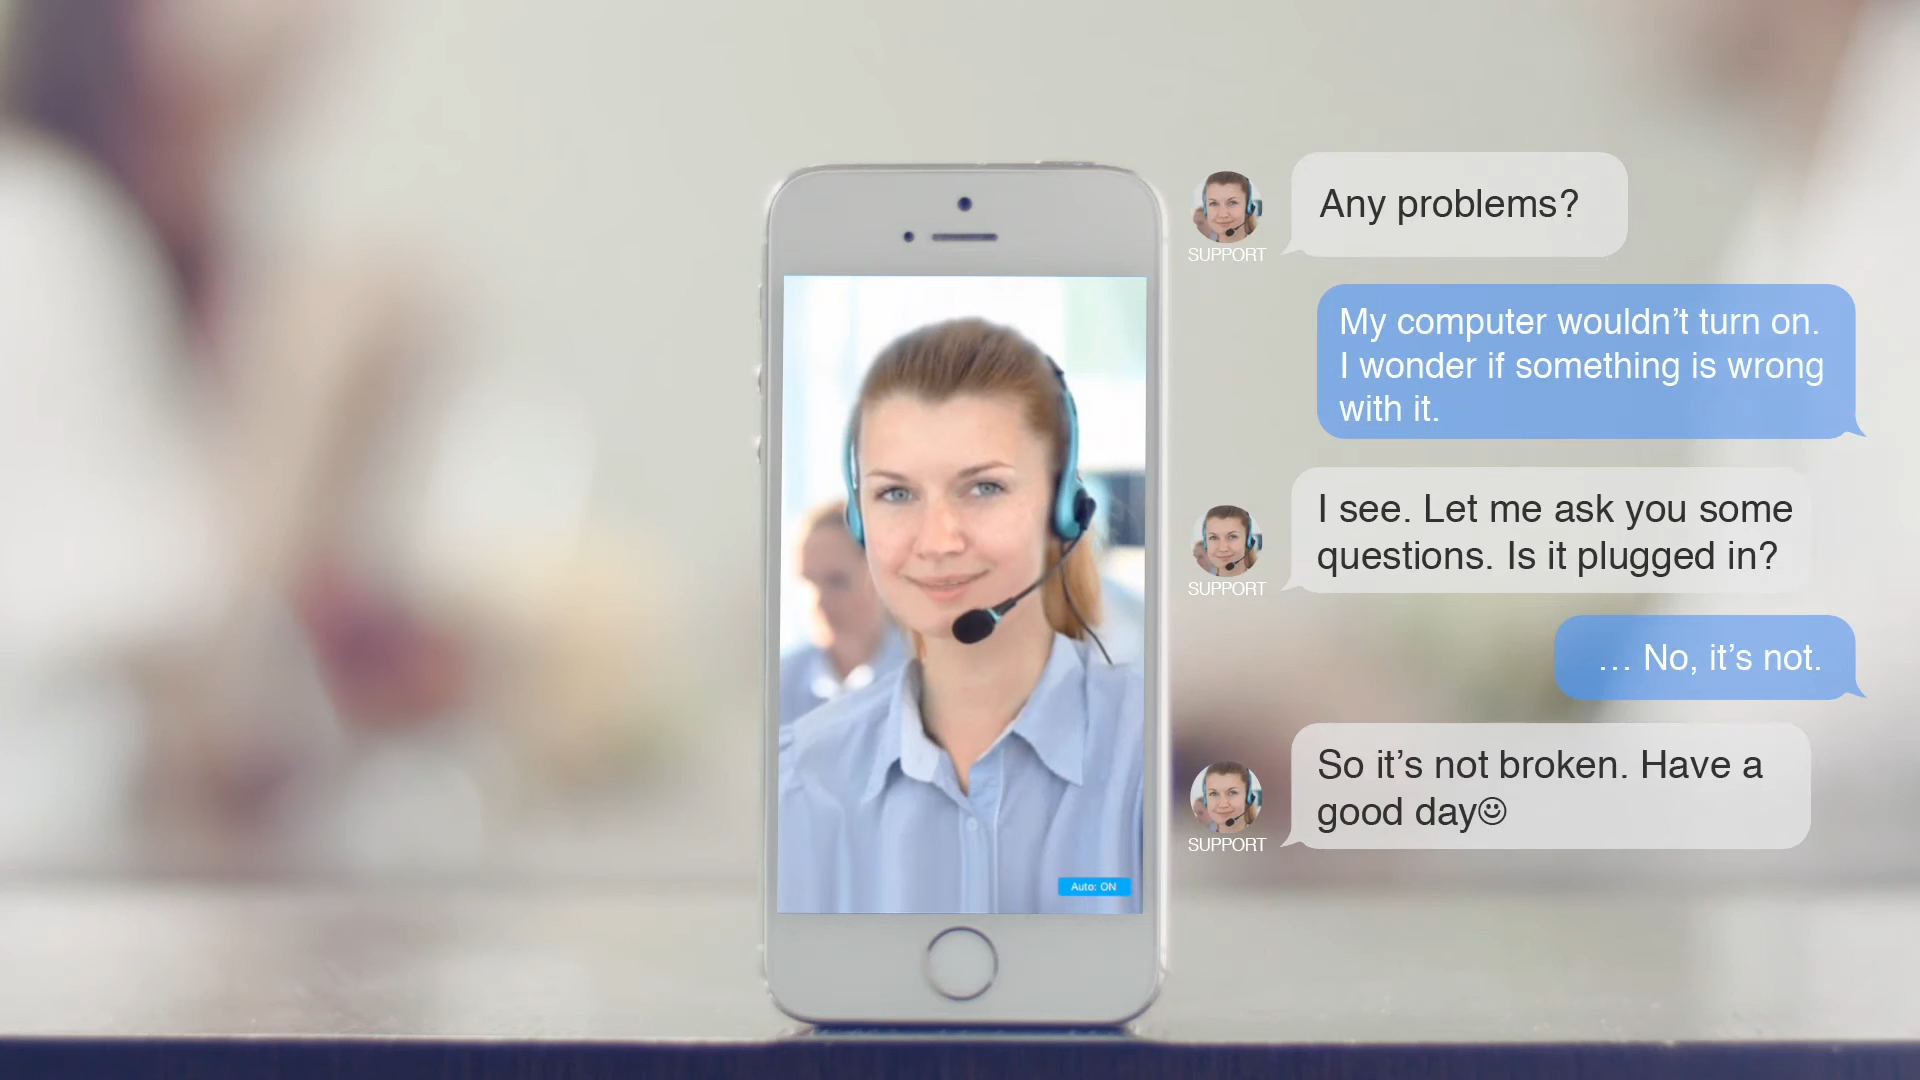 Any problems?
SUPPORT
My computer wouldn’t turn on.
I wonder if something is wrong
with it.
I see. Let me ask you some
questions. Is it plugged in?
SUPPORT
… No, it’s not.
So it’s not broken. Have a
good day☺
SUPPORT
Auto: ON